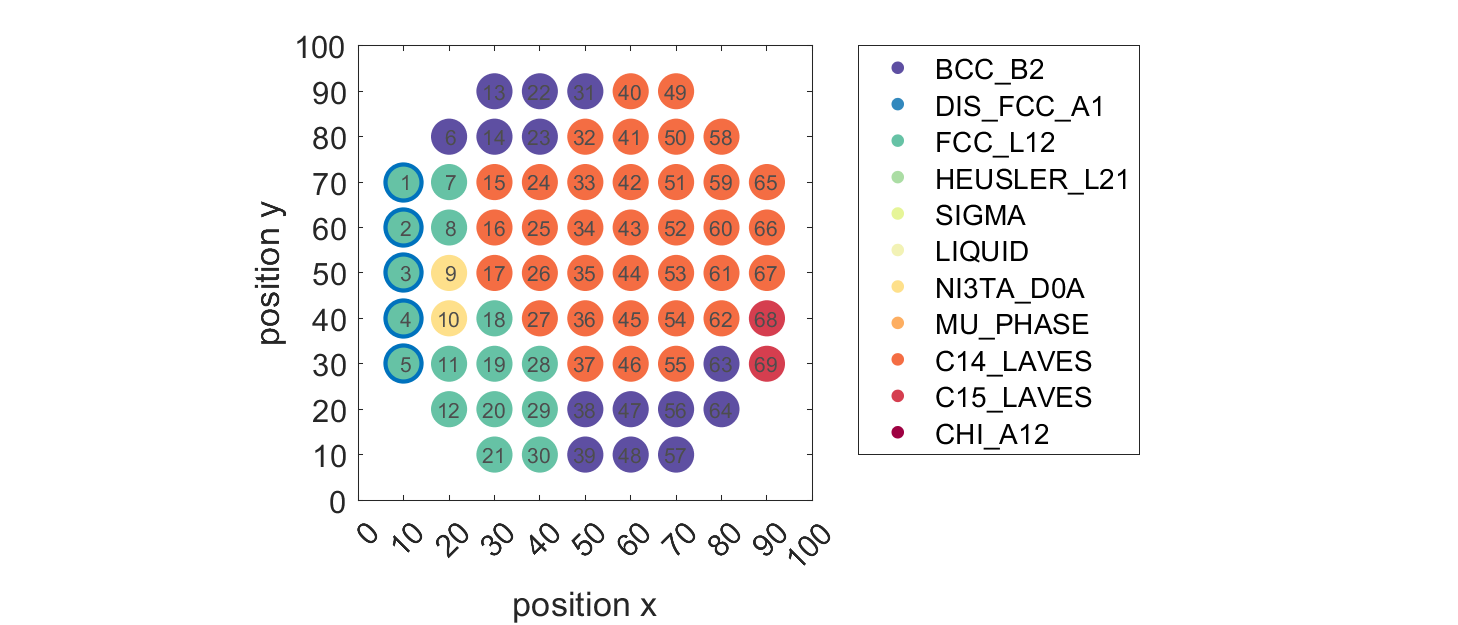 100
90
80
70
60
50
40
30
20
10
0
13 22 31 40 49
6 14 23 32 41 50 58
1 7 15 24 33 42 51 59 65
2 8 16 25 34 43 52 60 66
3 9 17 26 35 44 53 61 67
4 10 18 27 36 45 54 62 68
5 11 19 28 37 46 55 63 69
12 20 29 38 47 56 64
21 30 39 48 57
0 10 20 30 40 50 60 70 80 90 100
position x
position y
BCC_B2
DIS_FCC_A1
FCC_L12
HEUSLER_L21
SIGMA
LIQUID
NI3TA_D0A
MU_PHASE
C14_LAVES
C15_LAVES
CHI_A12